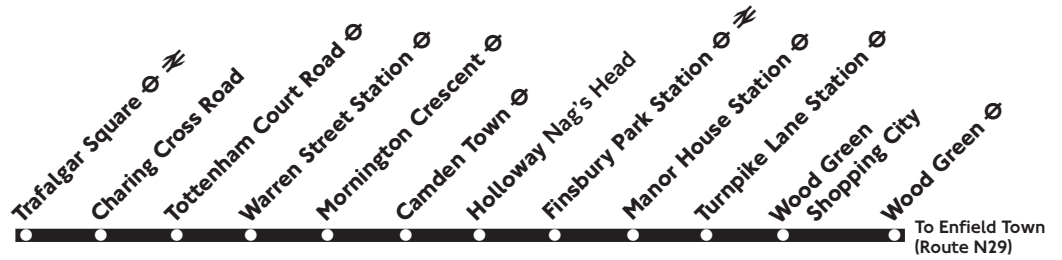 Trafalgar Square
Charing Cross Road
Tottenham Court Road
Warren Street Station
Mornington Crescent
Camden Town
Holloway Nag's Head
Finsbury Park Station
Manor House Station
Turnpike Lane Station
Wood Green
Shopping City
Wood Green
To Enfield Town
(Route N29)